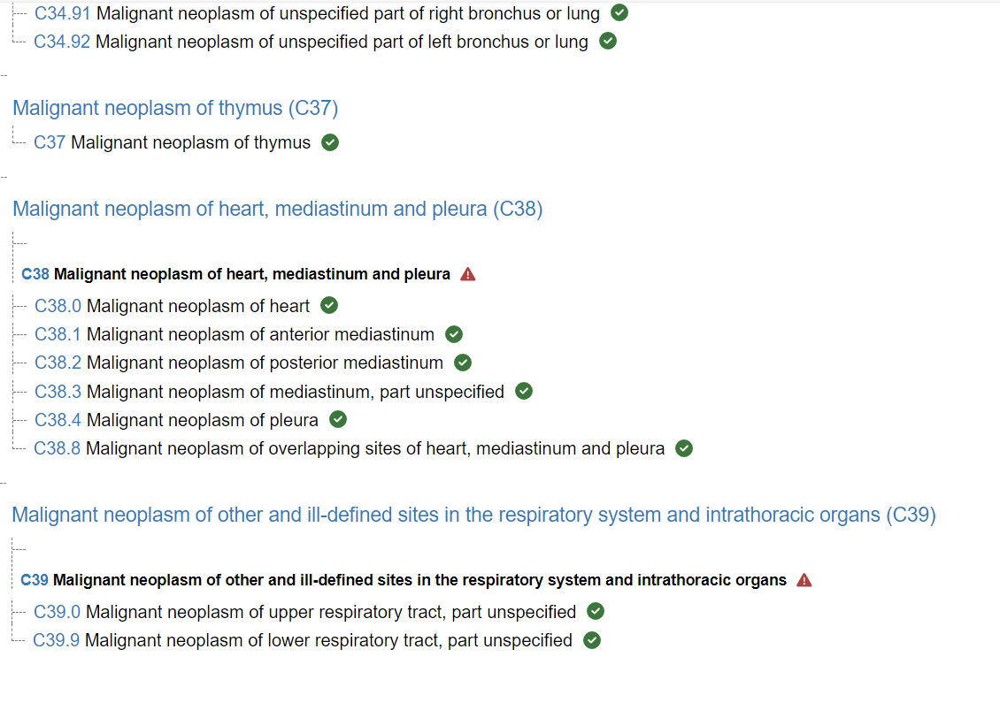 C34.91 Malignant neoplasm of unspecified part of right bronchus or lung
C34.92 Malignant neoplasm of unspecified part of left bronchus or lung
Malignant neoplasm of thymus (C37)
C37 Malignant neoplasm of thymus
Malignant neoplasm of heart, mediastinum and pleura (C38)
C38 Malignant neoplasm of heart, mediastinum and pleura
C38.0 Malignant neoplasm of heart
C38.1 Malignant neoplasm of anterior mediastinum
C38.2 Malignant neoplasm of posterior mediastinum
C38.3 Malignant neoplasm of mediastinum, part unspecified
C38.4 Malignant neoplasm of pleura
C38.8 Malignant neoplasm of overlapping sites of heart, mediastinum and pleura
Malignant neoplasm of other and ill-defined sites in the respiratory system and intrathoracic organs (C39)
C39 Malignant neoplasm of other and ill-defined sites in the respiratory system and intrathoracic organs
C39.0 Malignant neoplasm of upper respiratory tract, part unspecified
C39.9 Malignant neoplasm of lower respiratory tract, part unspecified